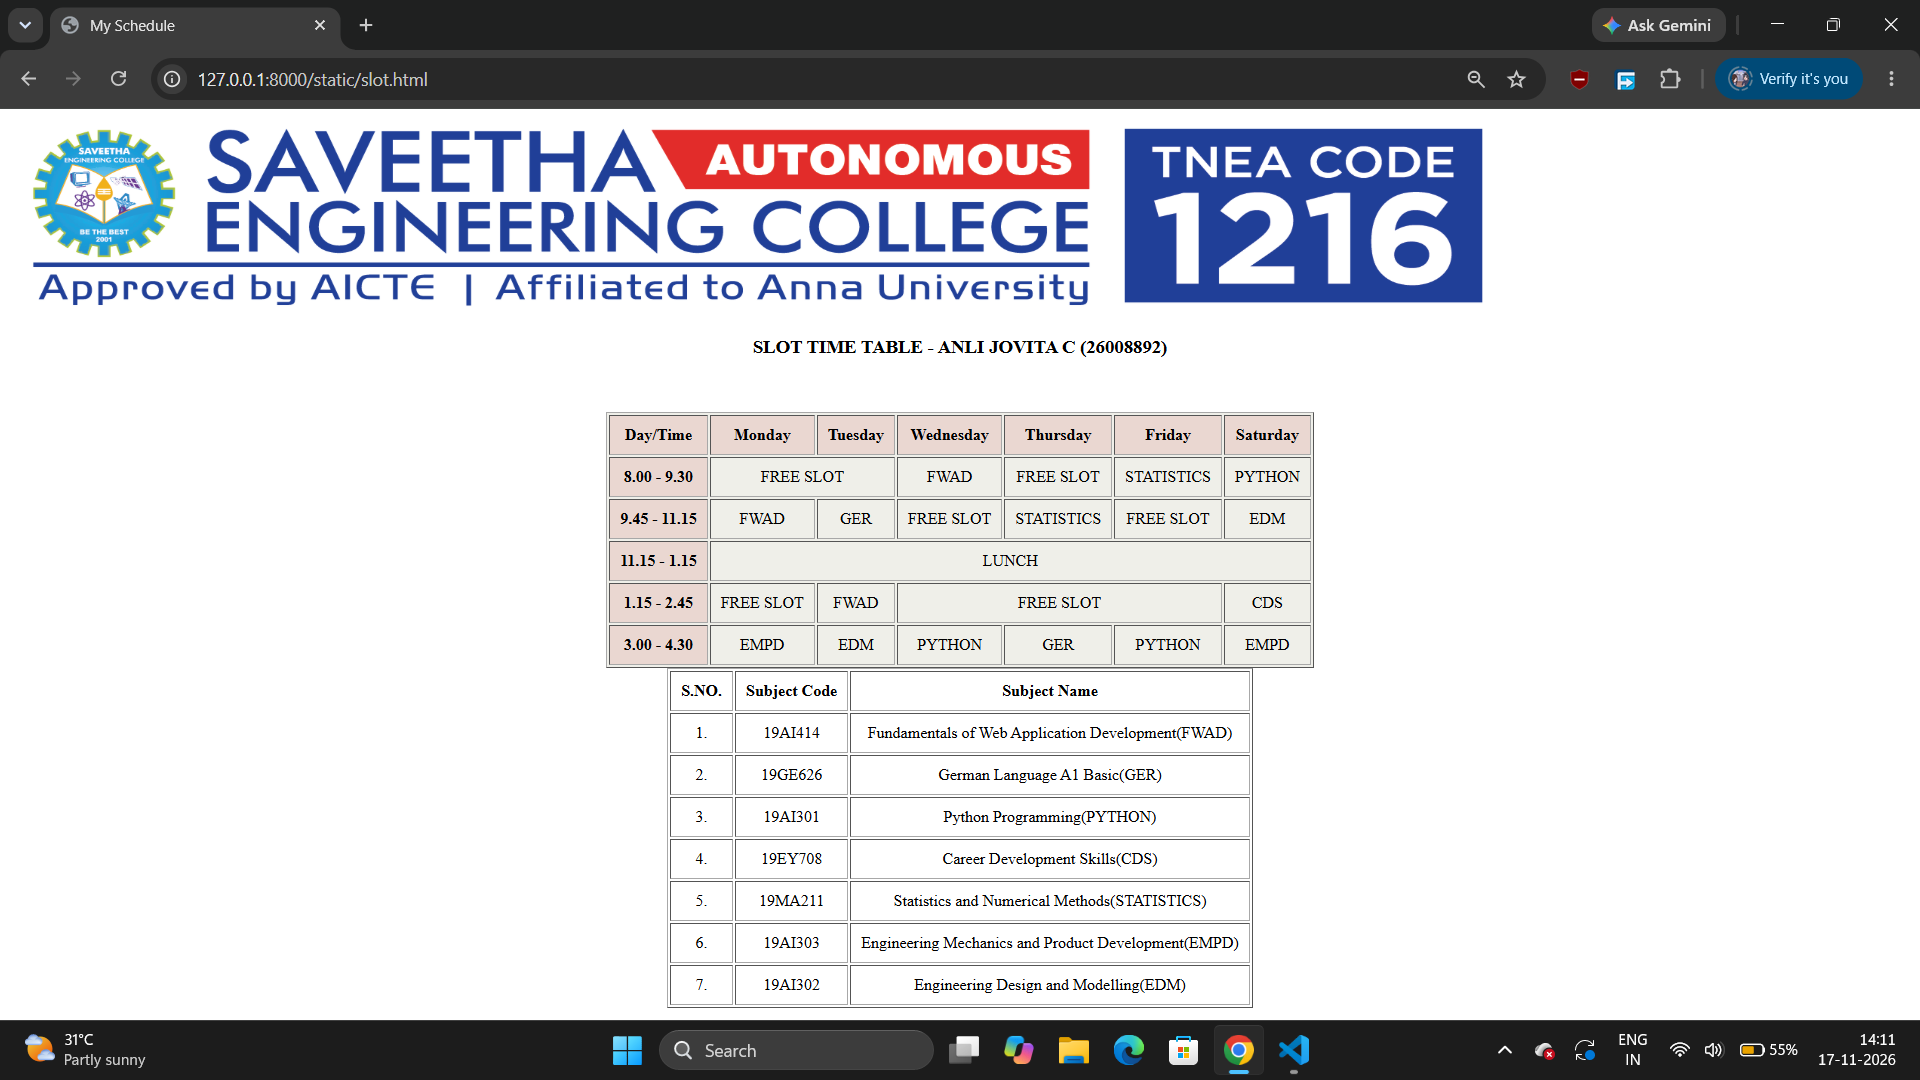 My Schedule
Ask Gemini
127.0.0.1:8000/static/slot.html
Verify it's you
SAVEETHA
ENGINEERING COLLEGE
BE THE BEST
2001
SAVEETHA AUTONOMOUS
ENGINEERING COLLEGE
Approved by AICTE | Affiliated to Anna University
TNEA CODE
1216
SLOT TIME TABLE - ANLI JOVITA C (26008892)
Day/Time Monday Tuesday Wednesday Thursday Friday Saturday
8.00 - 9.30 FREE SLOT FWAD FREE SLOT STATISTICS PYTHON
9.45 - 11.15 FWAD GER FREE SLOT STATISTICS FREE SLOT EDM
11.15 - 1.15 LUNCH
1.15 - 2.45 FREE SLOT FWAD FREE SLOT CDS
3.00 - 4.30 EMPD EDM PYTHON GER PYTHON EMPD
S.NO. Subject Code Subject Name
1. 19AI414 Fundamentals of Web Application Development(FWAD)
2. 19GE626 German Language A1 Basic(GER)
3. 19AI301 Python Programming(PYTHON)
4. 19EY708 Career Development Skills(CDS)
5. 19MA211 Statistics and Numerical Methods(STATISTICS)
6. 19AI303 Engineering Mechanics and Product Development(EMPD)
7. 19AI302 Engineering Design and Modelling(EDM)
31°C
Partly sunny
Search
ENG
IN
55%
14:11
17-11-2026